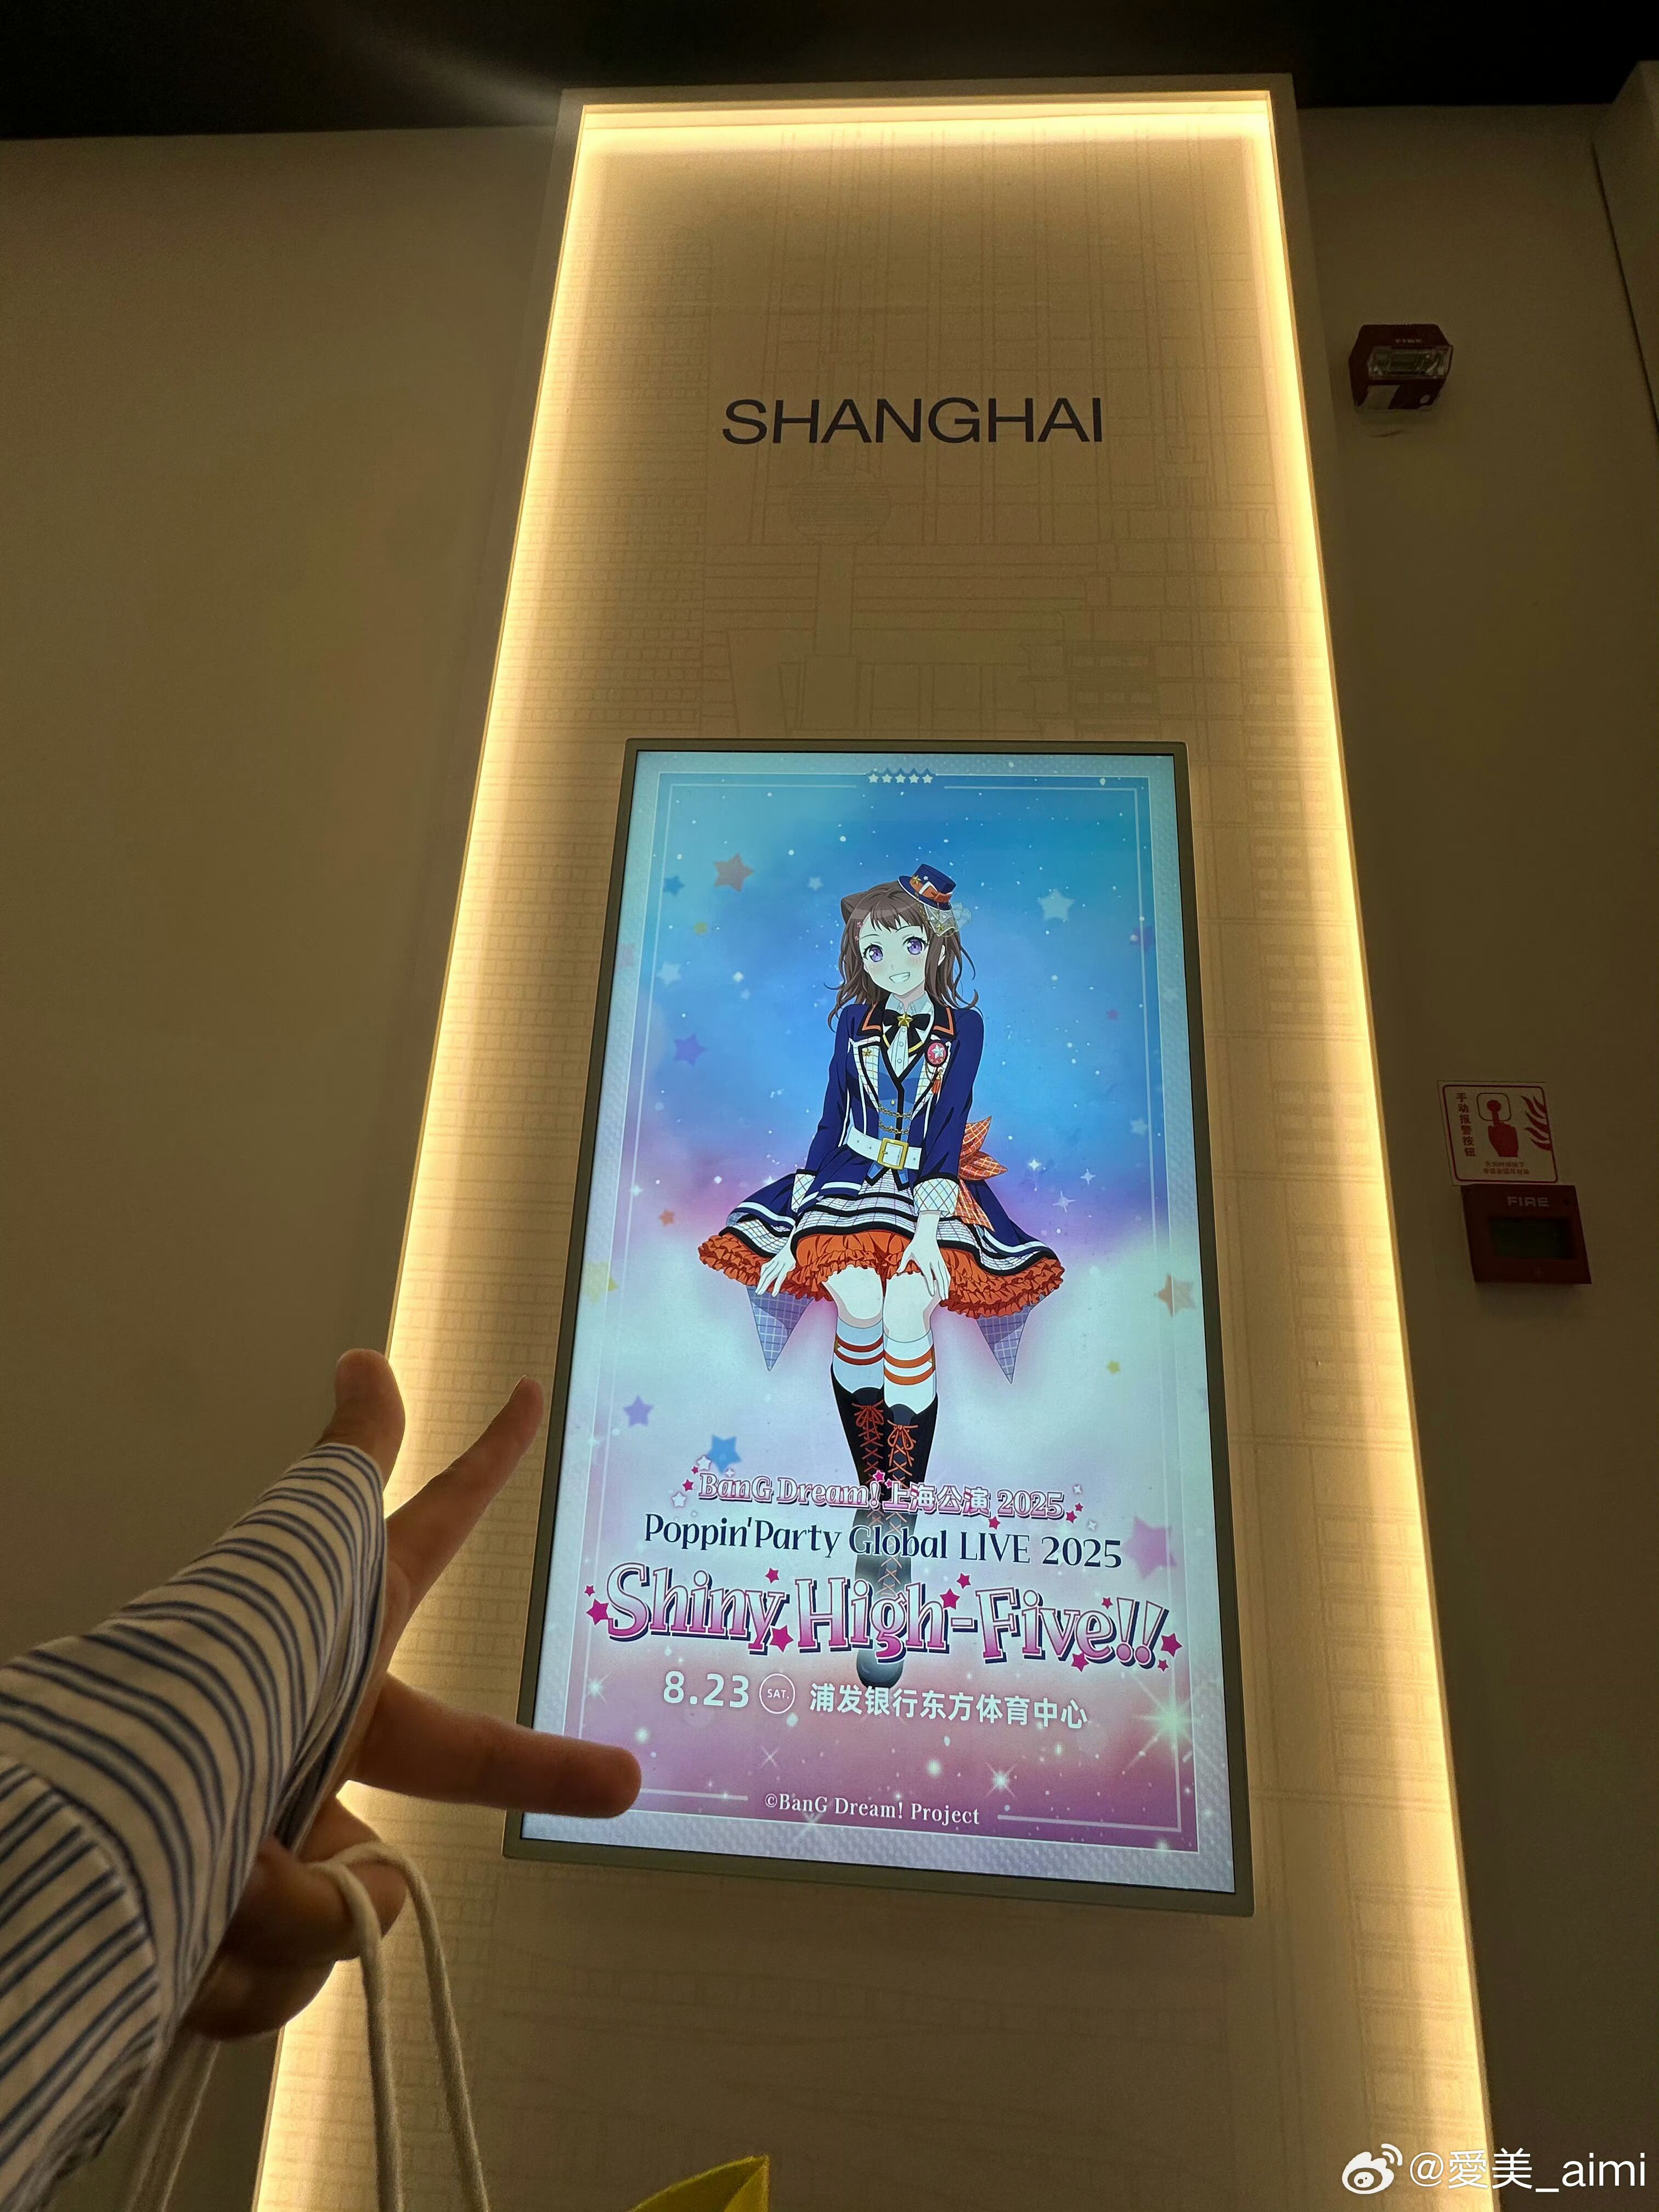 FIRE
SHANGHAI
手动报警按钮
FIRE
BanG Dream! 上海公演 2025
Poppin'Party Global LIVE 2025
Shiny High-Five!!
8.23 SAT. 浦发银行东方体育中心
©BanG Dream! Project
@愛美_aimi